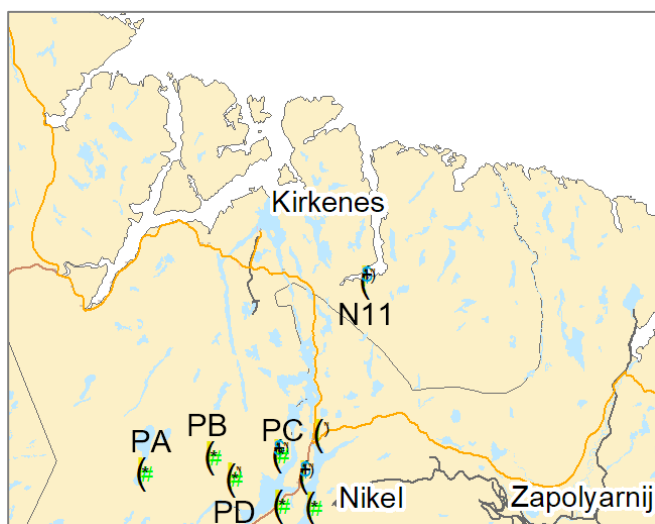 Kirkenes
N11
PB
PC
PA
PD
Nikel
Zapolyarnij